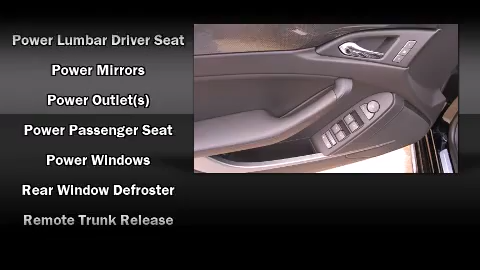 Power Lumbar Driver Seat
Power Mirrors
Power Outlet(s)
Power Passenger Seat
Power Windows
Rear Window Defroster
Remote Trunk Release